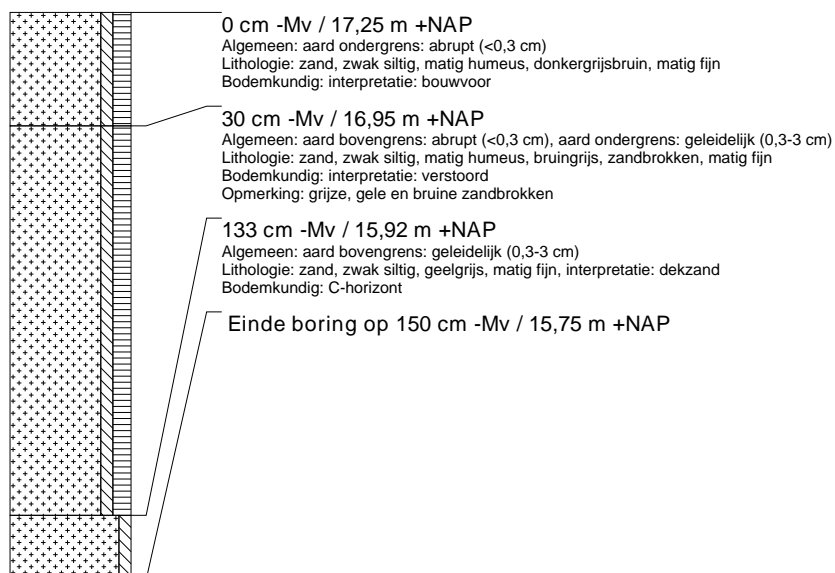 0 cm -Mv / 17,25 m +NAP
Algemeen: aard ondergrens: abrupt (<0,3 cm)
Lithologie: zand, zwak siltig, matig humeus, donkergrijsbruin, matig fijn
Bodemkundig: interpretatie: bouwvoor
30 cm -Mv / 16,95 m +NAP
Algemeen: aard bovengrens: abrupt (<0,3 cm), aard ondergrens: geleidelijk (0,3-3 cm)
Lithologie: zand, zwak siltig, matig humeus, bruingrijs, zandbrokken, matig fijn
Bodemkundig: interpretatie: verstoord
Opmerking: grijze, gele en bruine zandbrokken
133 cm -Mv / 15,92 m +NAP
Algemeen: aard bovengrens: geleidelijk (0,3-3 cm)
Lithologie: zand, zwak siltig, geelgrijs, matig fijn, interpretatie: dekzand
Bodemkundig: C-horizont
Einde boring op 150 cm -Mv / 15,75 m +NAP